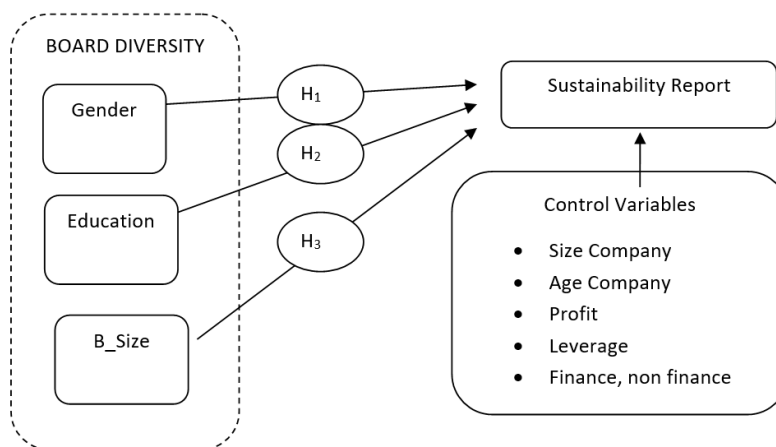 BOARD DIVERSITY
Gender
Education
B_Size
H₁
H₂
H₃
Sustainability Report
Control Variables
• Size Company
• Age Company
• Profit
• Leverage
• Finance, non finance